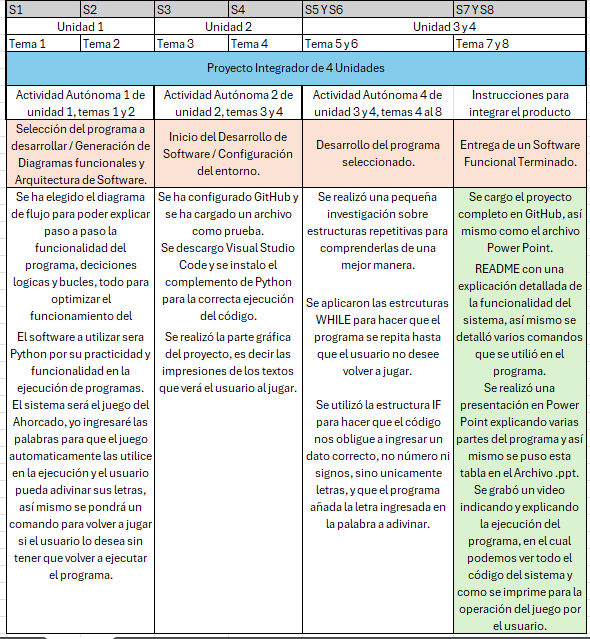 S1 S2 S3 S4 S5 Y S6 S7 Y S8
Unidad 1 Unidad 2 Unidad 3 y 4
Tema 1 Tema 2 Tema 3 Tema 4 Tema 5 y 6 Tema 7 y 8
Proyecto Integrador de 4 Unidades
Actividad Autónoma 1 de
unidad 1, temas 1 y 2
Actividad Autónoma 2 de
unidad 2, temas 3 y 4
Actividad Autónoma 4 de
unidad 3 y 4, temas 4 al 8
Instrucciones para
integrar el producto
Selección del programa a
desarrollar / Generación de
Diagramas funcionales y
Arquitectura de Software.
Inicio del Desarrollo de
Software / Configuración
del entorno.
Desarrollo del programa
seleccionado.
Entrega de un Software
Funcional Terminado.
Se ha elegido el diagrama
de flujo para poder explicar
paso a paso la
funcionalidad del
programa, deciciones
logicas y bucles, todo para
optimizar el
funcionamiento del
El software a utilizar sera
Python por su practicidad y
funcionalidad en la
ejecución de programas.
El sistema será el juego del
Ahorcado, yo ingresaré las
palabras para que el juego
automaticamente las utilice
en la ejecución y el usuario
pueda adivinar sus letras,
así mismo se pondrá un
comando para volver a jugar
si el usuario lo desea sin
tener que volver a ejecutar
el programa.
Se ha configurado GitHub y
se ha cargado un archivo
como prueba.
Se descargo Visual Studio
Code y se instalo el
complemento de Python
para la correcta ejecución
del código.
Se realizó la parte gráfica
del proyecto, es decir las
impresiones de los textos
que verá el usuario al jugar.
Se realizó una pequeña
investigación sobre
estructuras repetitivas para
comprenderlas de una
mejor manera.
Se aplicaron las estrcuturas
WHILE para hacer que el
programa se repita hasta
que el usuario no desee
volver a jugar.
Se utilizó la estructura IF
para hacer que el código
nos obligue a ingresar un
dato correcto, no número ni
signos, sino unicamente
letras, y que el programa
añada la letra ingresada en
la palabra a adivinar.
Se cargo el proyecto
completo en GitHub, así
mismo como el archivo
Power Point.
README con una
explicación detallada de
la funcionalidad del
sistema, así mismo se
detalló varios comandos
que se utilió en el
programa.
Se realizó una
presentación en Power
Point explicando varias
partes del programa y así
mismo se puso esta
tabla en el Archivo .ppt.
Se grabó un video
indicando y explicando
la ejecución del
programa, en el cual
podemos ver todo el
código del sistema y
como se imprime para la
operación del juego por
el usuario.